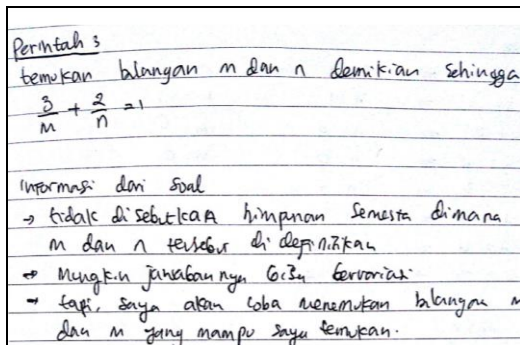 Perintah 3
temukan bilangan m dan n demikian sehingga
3/m + 2/n = 1
informasi dari soal
→ tidak disebutkan himpunan semesta dimana
m dan n tersebut di definisikan
→ Mungkin jawabannya bisa bervariasi.
→ tapi, saya akan coba menemukan bilangan m
dan n yang mampu saya temukan.